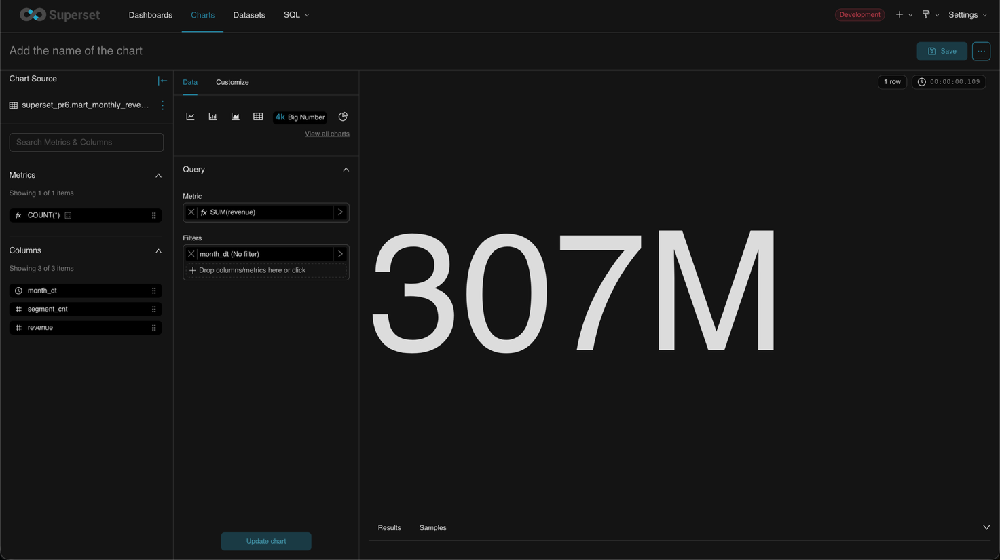 Superset
Dashboards
Charts
Datasets
SQL
Development
Settings
Add the name of the chart
Save
Chart Source
superset_pr6.mart_monthly_reve...
Search Metrics & Columns
Metrics
Showing 1 of 1 items
fx COUNT(*)
Columns
Showing 3 of 3 items
month_dt
segment_cnt
revenue
Data
Customize
4k Big Number
View all charts
Query
Metric
fx SUM(revenue)
Filters
month_dt (No filter)
Drop columns/metrics here or click
Update chart
1 row
00:00:00.109
307M
Results
Samples